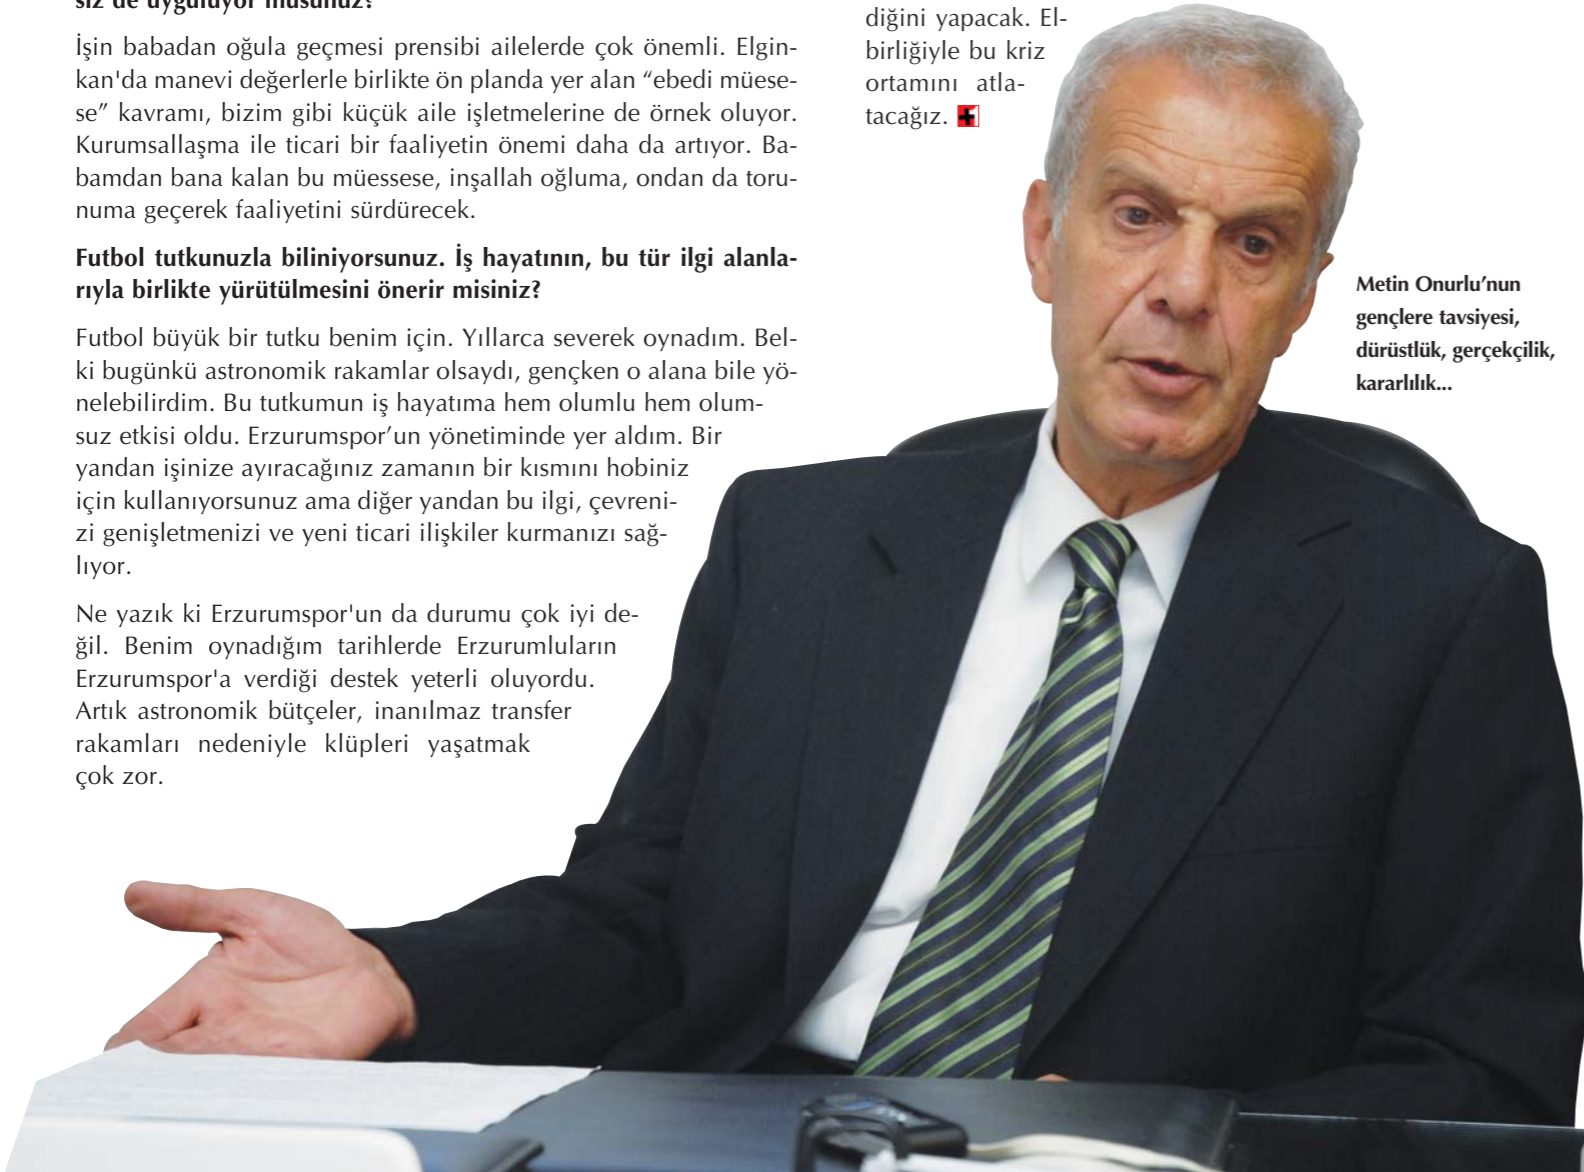 siz de uyguluyor musunuz?
İşin babadan oğula geçmesi prensibi ailelerde çok önemli. Elgin-
kan'da manevi değerlerle birlikte ön planda yer alan “ebedi müese-
se” kavramı, bizim gibi küçük aile işletmelerine de örnek oluyor.
Kurumsallaşma ile ticari bir faaliyetin önemi daha da artıyor. Ba-
bamdan bana kalan bu müessese, inşallah oğluma, ondan da toru-
numa geçerek faaliyetini sürdürecek.
Futbol tutkunuzla biliniyorsunuz. İş hayatının, bu tür ilgi alanla-
rıyla birlikte yürütülmesini önerir misiniz?
Futbol büyük bir tutku benim için. Yıllarca severek oynadım. Bel-
ki bugünkü astronomik rakamlar olsaydı, gençken o alana bile yö-
nelebilirdim. Bu tutkumun iş hayatıma hem olumlu hem olum-
suz etkisi oldu. Erzurumspor’un yönetiminde yer aldım. Bir
yandan işinize ayıracağınız zamanın bir kısmını hobiniz
için kullanıyorsunuz ama diğer yandan bu ilgi, çevreni-
zi genişletmenizi ve yeni ticari ilişkiler kurmanızı sağ-
lıyor.
Ne yazık ki Erzurumspor'un da durumu çok iyi de-
ğil. Benim oynadığım tarihlerde Erzurumluların
Erzurumspor'a verdiği destek yeterli oluyordu.
Artık astronomik bütçeler, inanılmaz transfer
rakamları nedeniyle klüpleri yaşatmak
çok zor.
diğini yapacak. El-
birliğiyle bu kriz
ortamını atla-
tacağız.
Metin Onurlu’nun
gençlere tavsiyesi,
dürüstlük, gerçekçilik,
kararlılık...